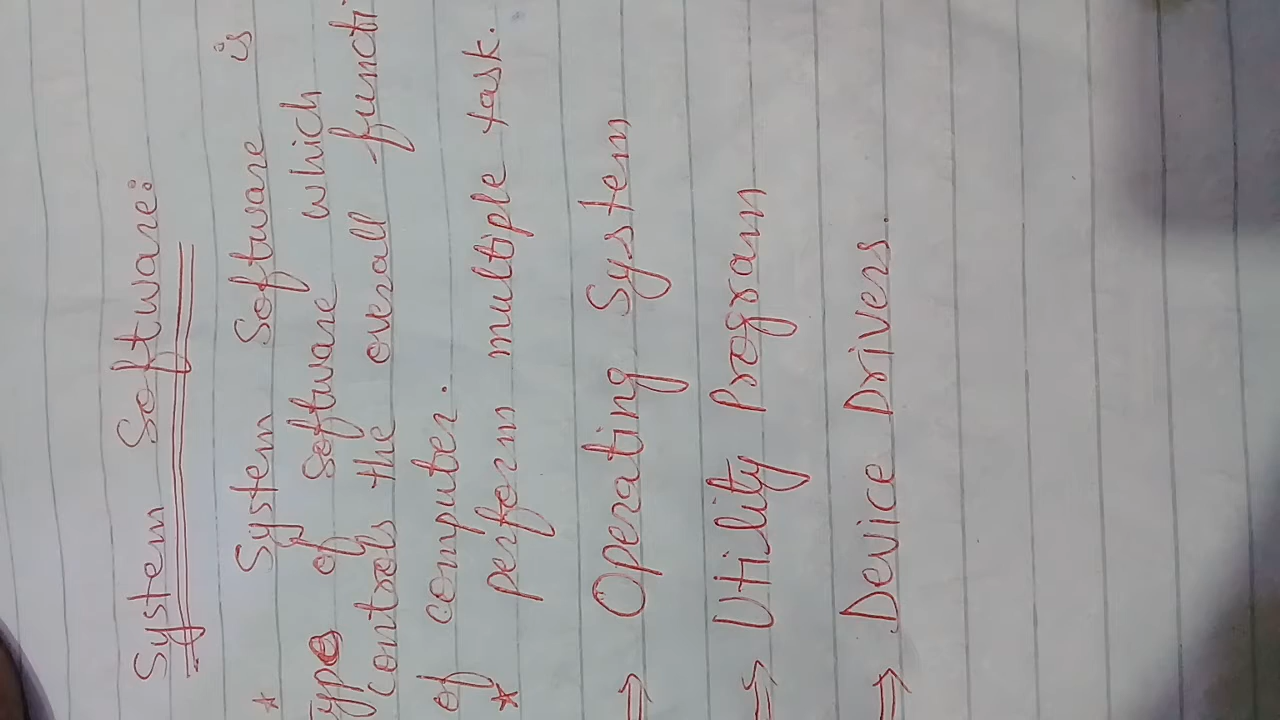 System Software:
* System Software is
Types of Software which
controls the overall functi
of computer.
* perform multiple task.
⇒ Operating System
⇒ Utility Program
⇒ Device Drivers.